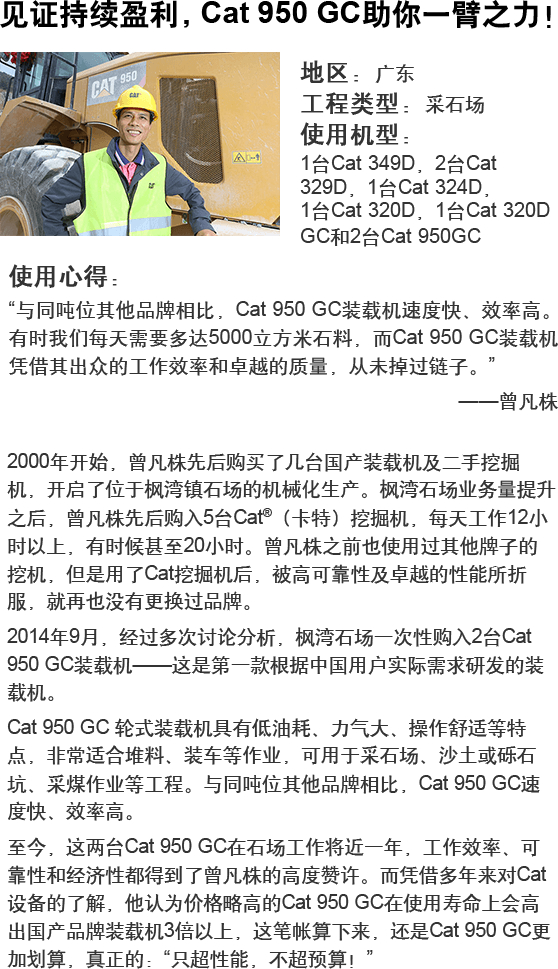 见证持续盈利，Cat 950 GC助你一臂之力！
CAT 950
CAT
地区：广东
工程类型：采石场
使用机型：
1台Cat 349D，2台Cat
329D，1台Cat 324D，
1台Cat 320D，1台Cat 320D
GC和2台Cat 950GC
使用心得：
“与同吨位其他品牌相比，Cat 950 GC装载机速度快、效率高。
有时我们每天需要多达5000立方米石料，而Cat 950 GC装载机
凭借其出众的工作效率和卓越的质量，从未掉过链子。”
——曾凡株
2000年开始，曾凡株先后购买了几台国产装载机及二手挖掘
机，开启了位于枫湾镇石场的机械化生产。枫湾石场业务量提升
之后，曾凡株先后购入5台Cat®（卡特）挖掘机，每天工作12小
时以上，有时候甚至20小时。曾凡株之前也使用过其他牌子的
挖机，但是用了Cat挖掘机后，被高可靠性及卓越的性能所折
服，就再也没有更换过品牌。
2014年9月，经过多次讨论分析，枫湾石场一次性购入2台Cat
950 GC装载机——这是第一款根据中国用户实际需求研发的装
载机。
Cat 950 GC 轮式装载机具有低油耗、力气大、操作舒适等特
点，非常适合堆料、装车等作业，可用于采石场、沙土或砾石
坑、采煤作业等工程。与同吨位其他品牌相比，Cat 950 GC速
度快、效率高。
至今，这两台Cat 950 GC在石场工作将近一年，工作效率、可
靠性和经济性都得到了曾凡株的高度赞许。而凭借多年来对Cat
设备的了解，他认为价格略高的Cat 950 GC在使用寿命上会高
出国产品牌装载机3倍以上，这笔帐算下来，还是Cat 950 GC更
加划算，真正的：“只超性能，不超预算！”